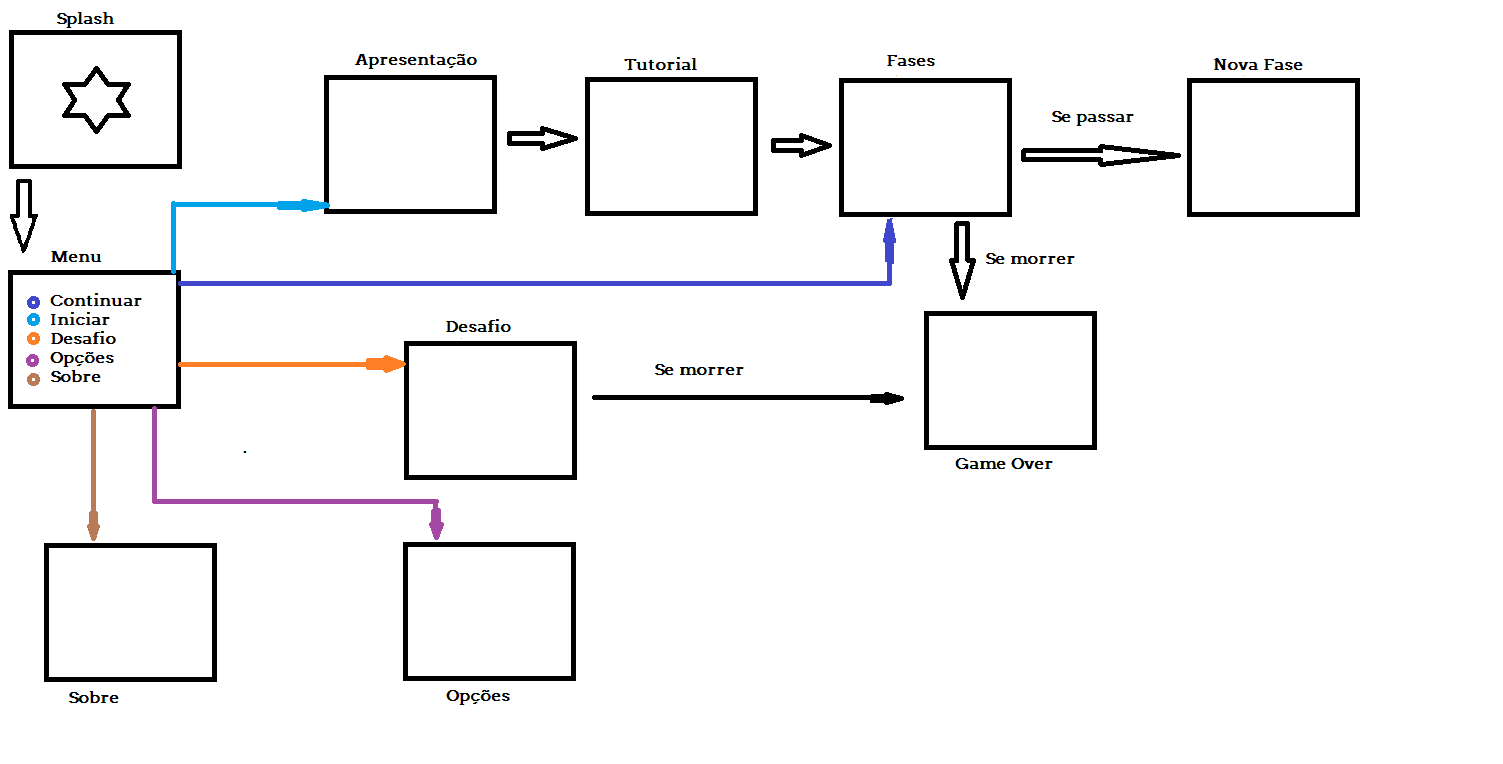 Splash
Apresentação
Tutorial
Fases
Nova Fase
Se passar
Menu
Continuar
Iniciar
Desafio
Opções
Sobre
Se morrer
Desafio
Se morrer
Game Over
Sobre
Opções